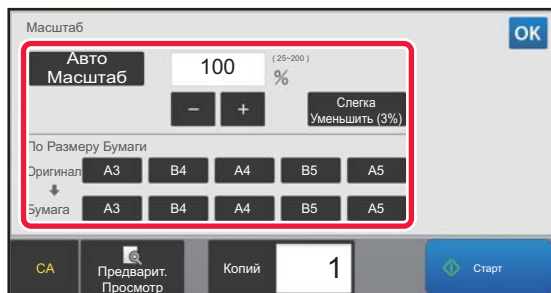 Масштаб
OK
Авто
Масштаб
100
(25~200)
%
−
+
Слегка
Уменьшить (3%)
По Размеру Бумаги
Оригинал A3 B4 A4 B5 A5
Бумага A3 B4 A4 B5 A5
CA
Предварит.
Просмотр
Копий
1
Старт